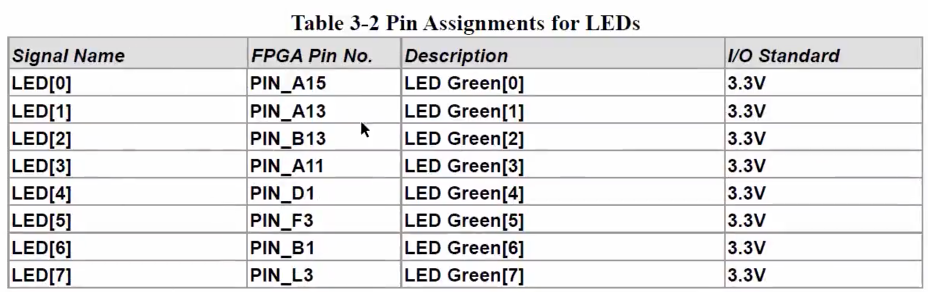 Table 3-2 Pin Assignments for LEDs
Signal Name FPGA Pin No. Description I/O Standard
LED[0] PIN_A15 LED Green[0] 3.3V
LED[1] PIN_A13 LED Green[1] 3.3V
LED[2] PIN_B13 LED Green[2] 3.3V
LED[3] PIN_A11 LED Green[3] 3.3V
LED[4] PIN_D1 LED Green[4] 3.3V
LED[5] PIN_F3 LED Green[5] 3.3V
LED[6] PIN_B1 LED Green[6] 3.3V
LED[7] PIN_L3 LED Green[7] 3.3V